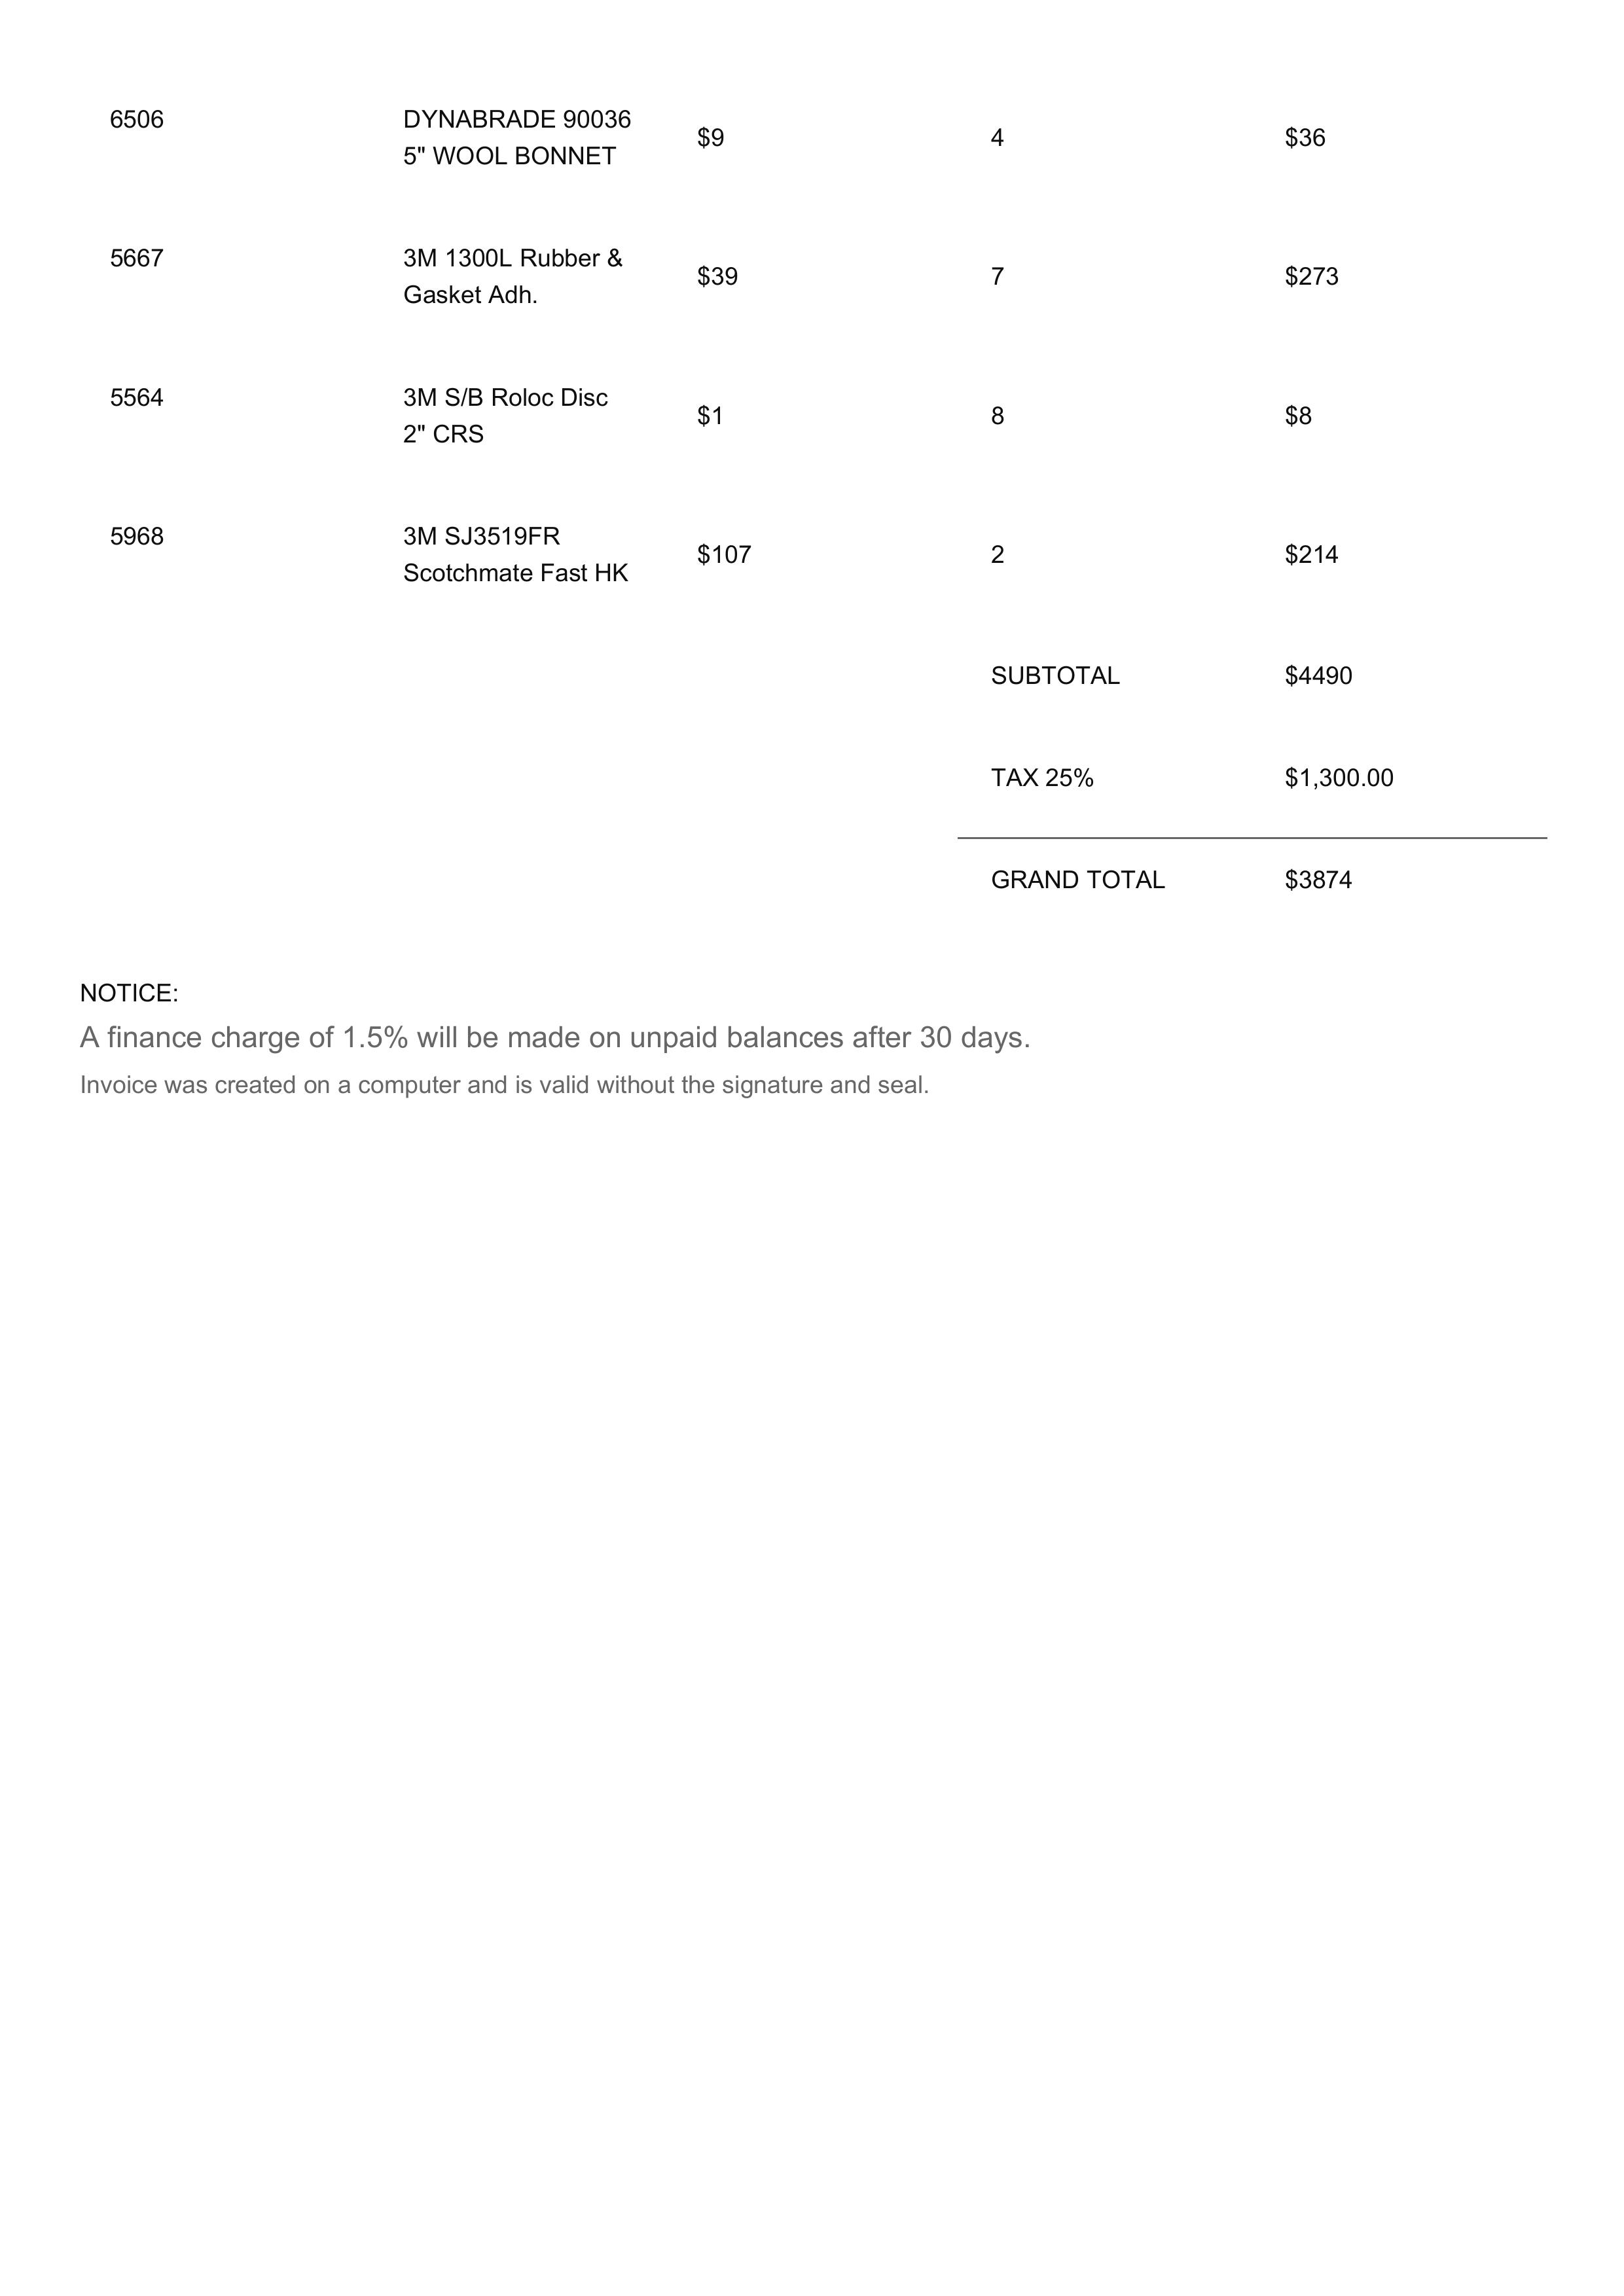 6506 DYNABRADE 90036 $9 4 $36
5" WOOL BONNET
5667 3M 1300L Rubber & $39 7 $273
Gasket Adh.
5564 3M S/B Roloc Disc $1 8 $8
2" CRS
5968 3M SJ3519FR $107 2 $214
Scotchmate Fast HK
SUBTOTAL $4490
TAX 25% $1,300.00
GRAND TOTAL $3874
NOTICE:
A finance charge of 1.5% will be made on unpaid balances after 30 days.
Invoice was created on a computer and is valid without the signature and seal.